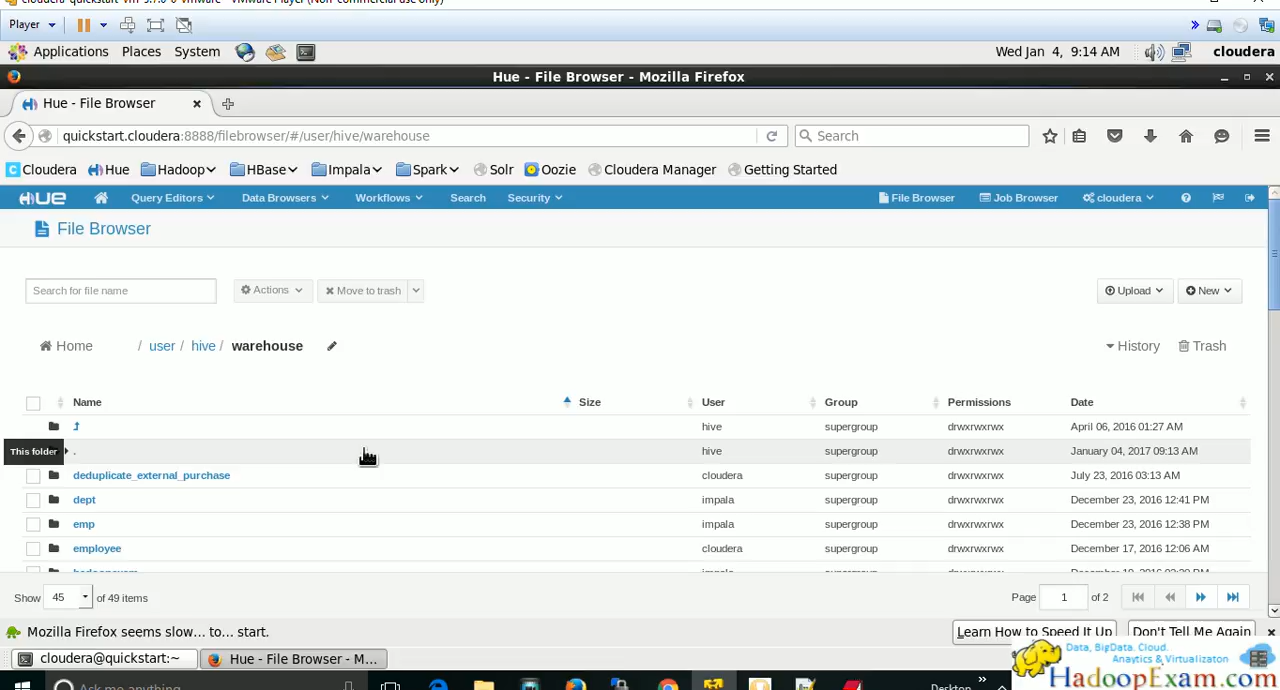 cloudera-quickstart-vm-5.7.0-0-vmware - VMware Player (Non-commercial use only)
Player
Applications Places System Wed Jan 4, 9:14 AM cloudera
Hue - File Browser - Mozilla Firefox
Hue - File Browser
quickstart.cloudera:8888/filebrowser/#/user/hive/warehouse Search
Cloudera Hue Hadoop HBase Impala Spark Solr Oozie Cloudera Manager Getting Started
HUE Query Editors Data Browsers Workflows Search Security File Browser Job Browser cloudera
File Browser
Search for file name Actions Move to trash Upload New
Home / user / hive / warehouse History Trash
Name Size User Group Permissions Date
hive supergroup drwxrwxrwx April 06, 2016 01:27 AM
This folder . hive supergroup drwxrwxrwx January 04, 2017 09:13 AM
deduplicate_external_purchase cloudera supergroup drwxrwxrwx July 23, 2016 03:13 AM
dept impala supergroup drwxrwxrwx December 23, 2016 12:41 PM
emp impala supergroup drwxrwxrwx December 23, 2016 12:38 PM
employee cloudera supergroup drwxrwxrwx December 17, 2016 12:06 AM
Show 45 of 49 items Page 1 of 2
Mozilla Firefox seems slow... to... start. Learn How to Speed It Up Don't Tell Me Again
cloudera@quickstart:~ Hue - File Browser - M...
Data, BigData. Cloud.
Anaytics & Virtualizaton
HadoopExam.com
Ask me anything Desktop